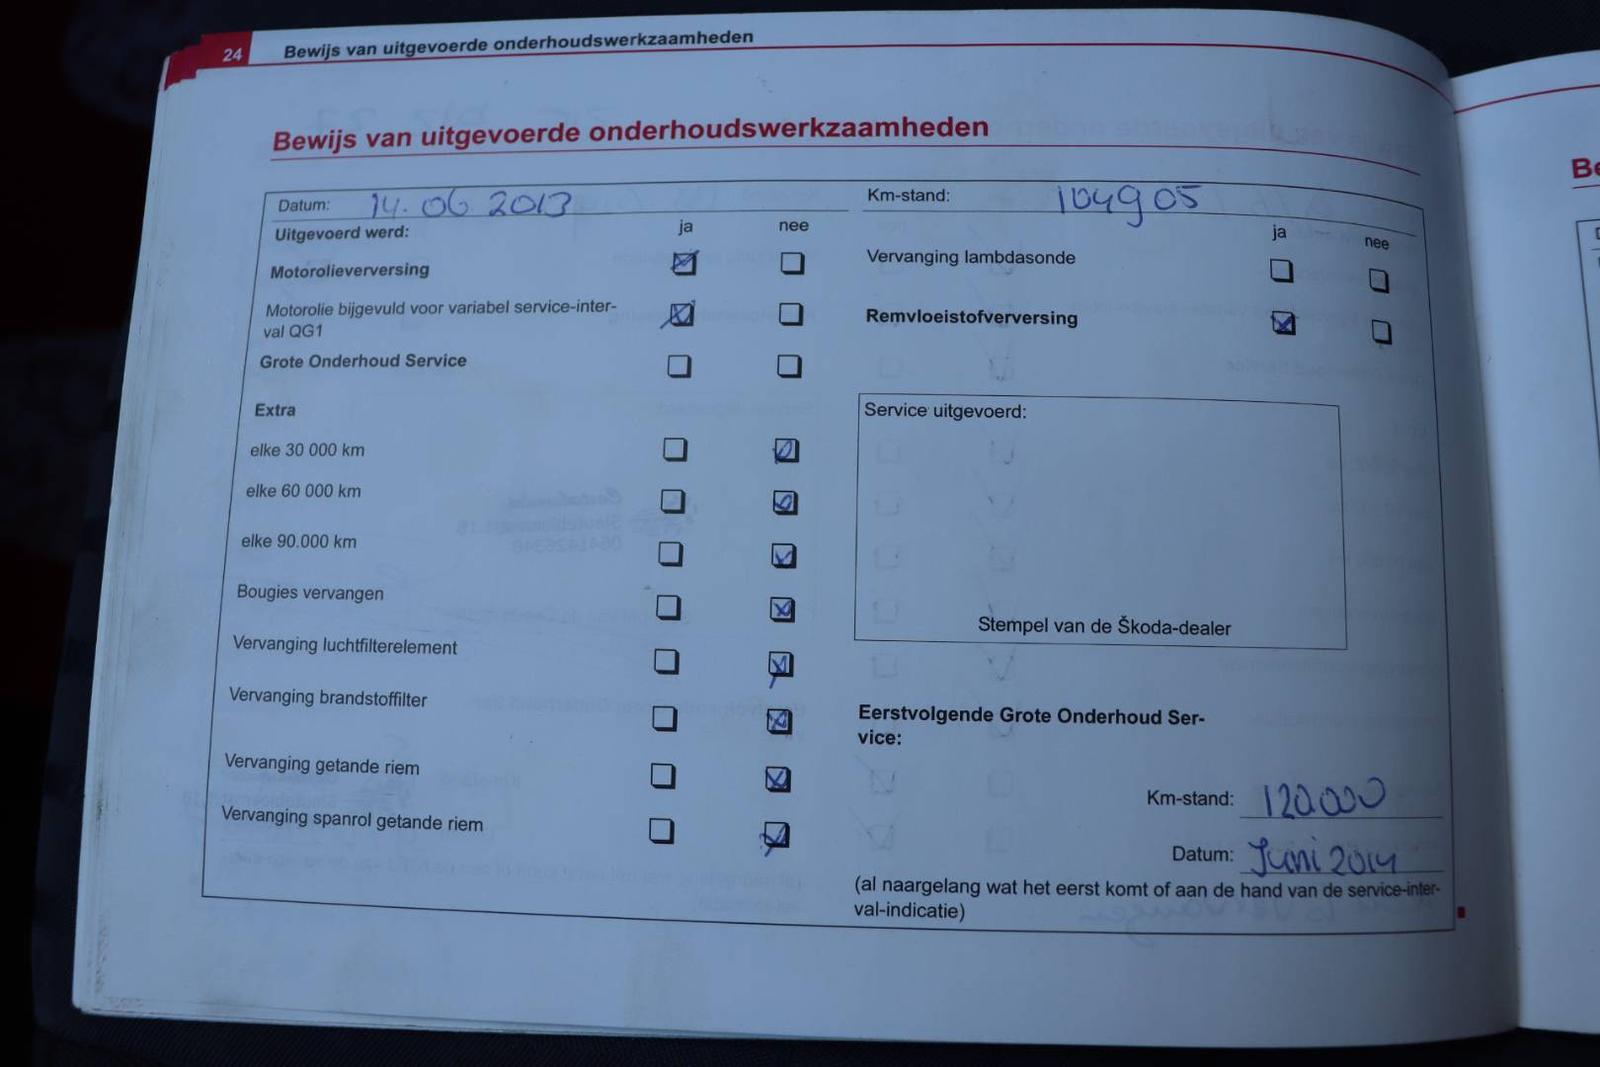 24 Bewijs van uitgevoerde onderhoudswerkzaamheden
Bewijs van uitgevoerde onderhoudswerkzaamheden
Datum: 14.06 2013
Uitgevoerd werd: ja nee
Motorolieverversing
Motorolie bijgevuld voor variabel service-inter-
val QG1
Grote Onderhoud Service
Extra
elke 30 000 km
elke 60 000 km
elke 90.000 km
Bougies vervangen
Vervanging luchtfilterelement
Vervanging brandstoffilter
Vervanging getande riem
Vervanging spanrol getande riem
Km-stand: 104905
ja nee
Vervanging lambdasonde
Remvloeistofverversing
Service uitgevoerd:
Stempel van de Škoda-dealer
Eerstvolgende Grote Onderhoud Ser-
vice:
Km-stand: 120.000
Datum: Juni 2014
(al naargelang wat het eerst komt of aan de hand van de service-inter-
val-indicatie)